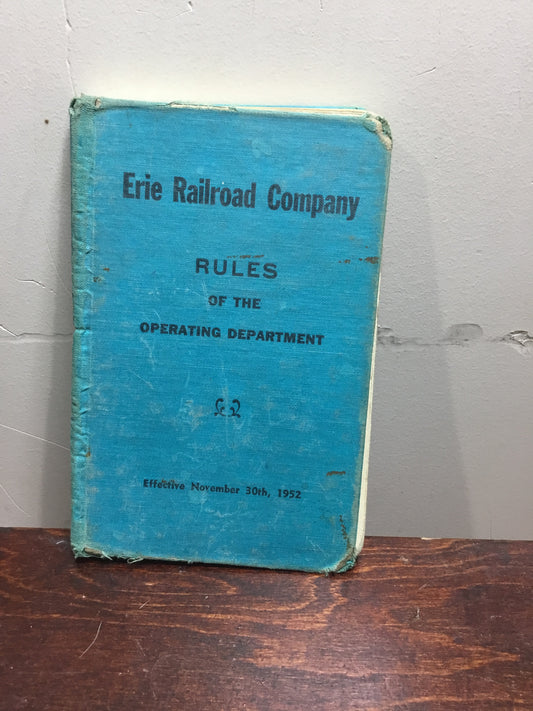 Erie Railroad Company
RULES
OF THE
OPERATING DEPARTMENT
Effective November 30th, 1952